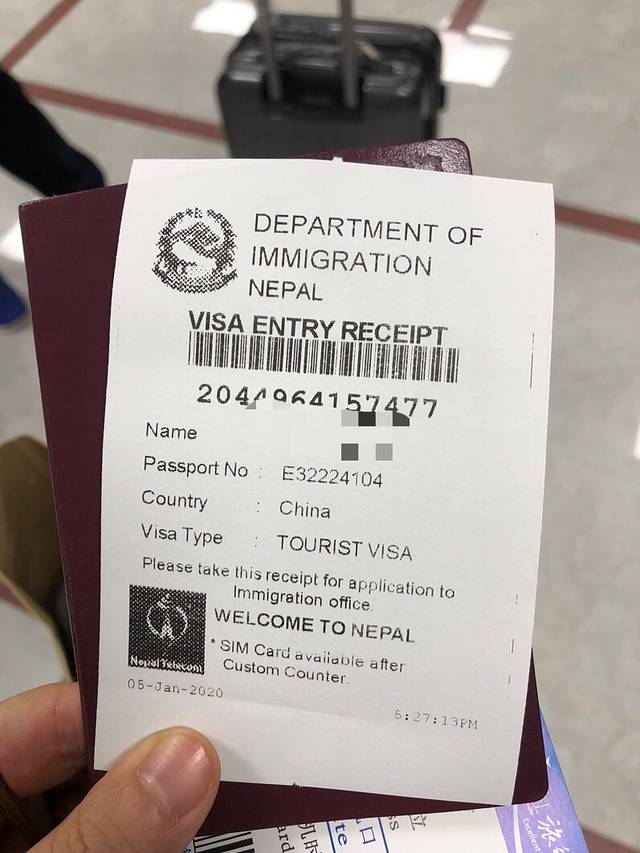 DEPARTMENT OF
IMMIGRATION
NEPAL
VISA ENTRY RECEIPT
2044964157477
Name
Passport No : E32224104
Country : China
Visa Type : TOURIST VISA
Please take this receipt for application to
Immigration office.
WELCOME TO NEPAL
* SIM Card available after
Custom Counter.
Nepal Telecom
05-Jan-2020
5:27:13PM
Excellent